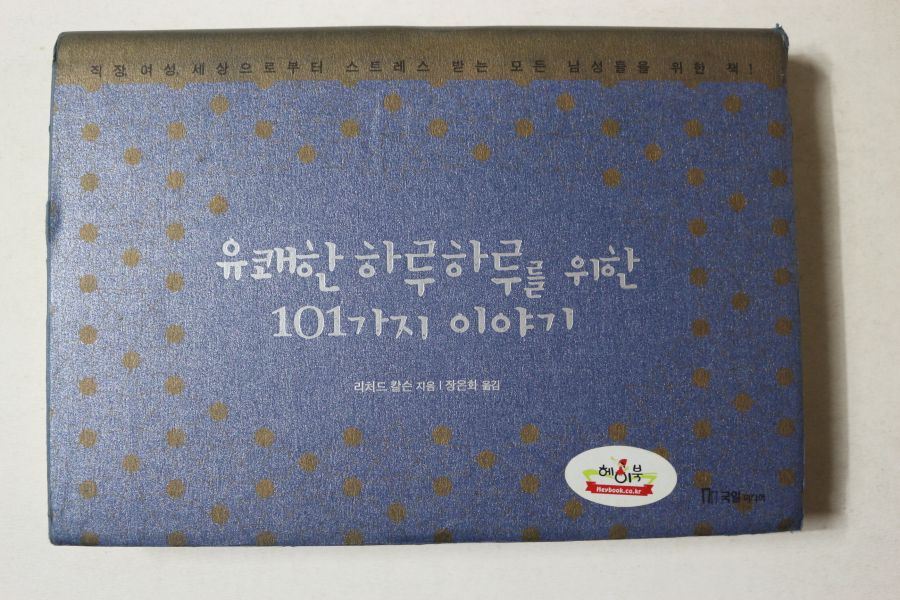 직장, 여성, 세상으로부터 스트레스 받는 모든 남성들을 위한 책!
유쾌한 하루하루를 위한
101가지 이야기
리처드 칼슨 지음 | 장은화 옮김
헤이북
Heybook.co.kr
국일미디어